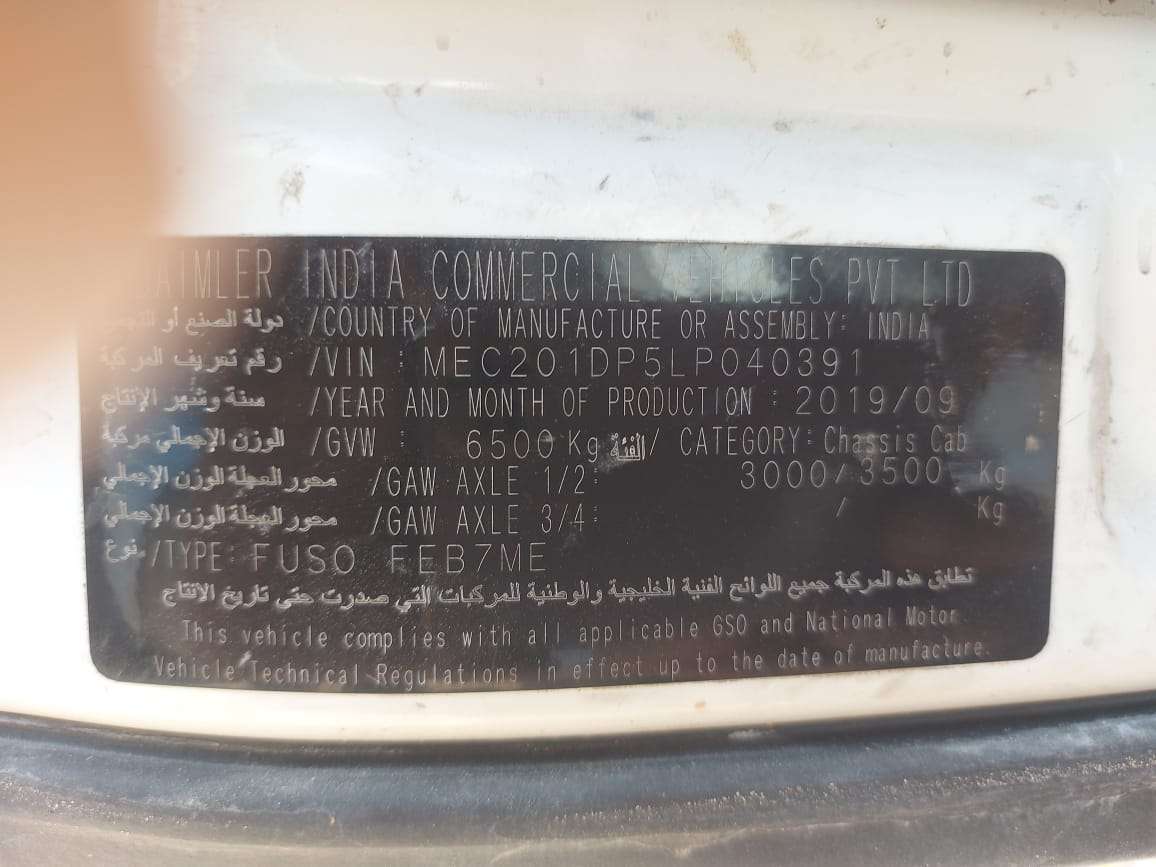 DAIMLER INDIA COMMERCIAL VEHICLES PVT LTD
دولة الصنع أو التجميع /COUNTRY OF MANUFACTURE OR ASSEMBLY: INDIA
رقم تعريف المركبة /VIN : MEC201DP5LP040391
سنة وشهر الإنتاج /YEAR AND MONTH OF PRODUCTION : 2019/09
الوزن الإجمالي مركبة /GVW : 6500 Kg الفئة/ CATEGORY: Chassis Cab
محور العجلة الوزن الإجمالي /GAW AXLE 1/2: 3000/3500 Kg
محور العجلة الوزن الإجمالي /GAW AXLE 3/4: / Kg
نوع /TYPE: FUSO FEB7ME
تطابق هذه المركبة جميع اللوائح الفنية الخليجية والوطنية للمركبات التي صدرت حتى تاريخ الانتاج
This vehicle complies with all applicable GSO and National Motor
Vehicle Technical Regulations in effect up to the date of manufacture.